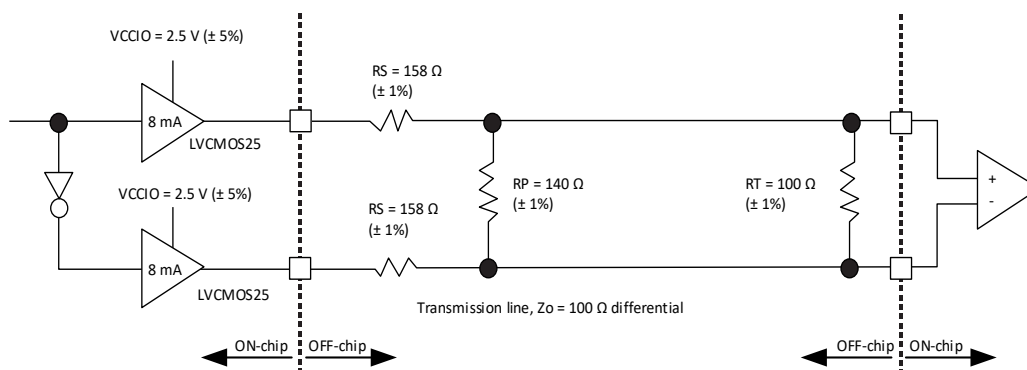 VCCIO = 2.5 V (± 5%)
RS = 158 Ω
(± 1%)
8 mA
LVCMOS25
VCCIO = 2.5 V (± 5%)
RP = 140 Ω
(± 1%)
RT = 100 Ω
(± 1%)
+
-
RS = 158 Ω
(± 1%)
8 mA
LVCMOS25
Transmission line, Zo = 100 Ω differential
ON-chip
OFF-chip
OFF-chip
ON-chip